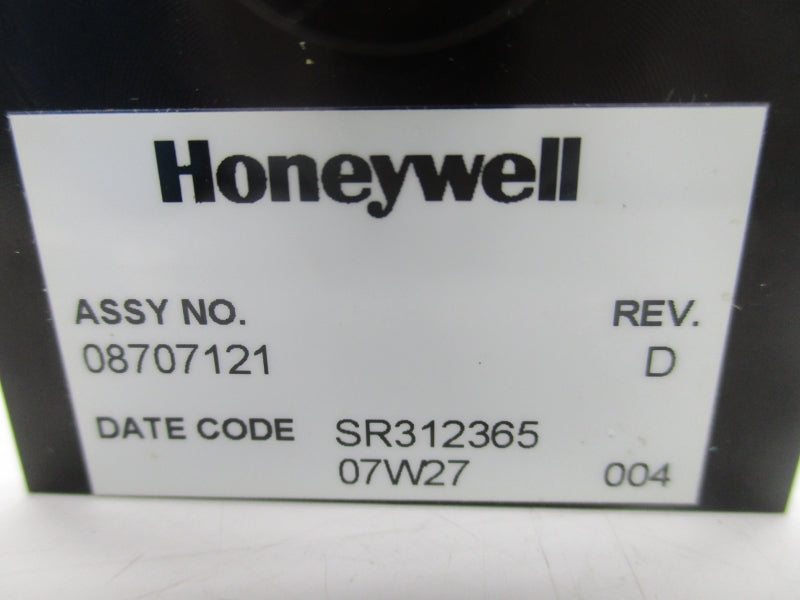 Honeywell
ASSY NO. REV.
08707121 D
DATE CODE SR312365
07W27 004